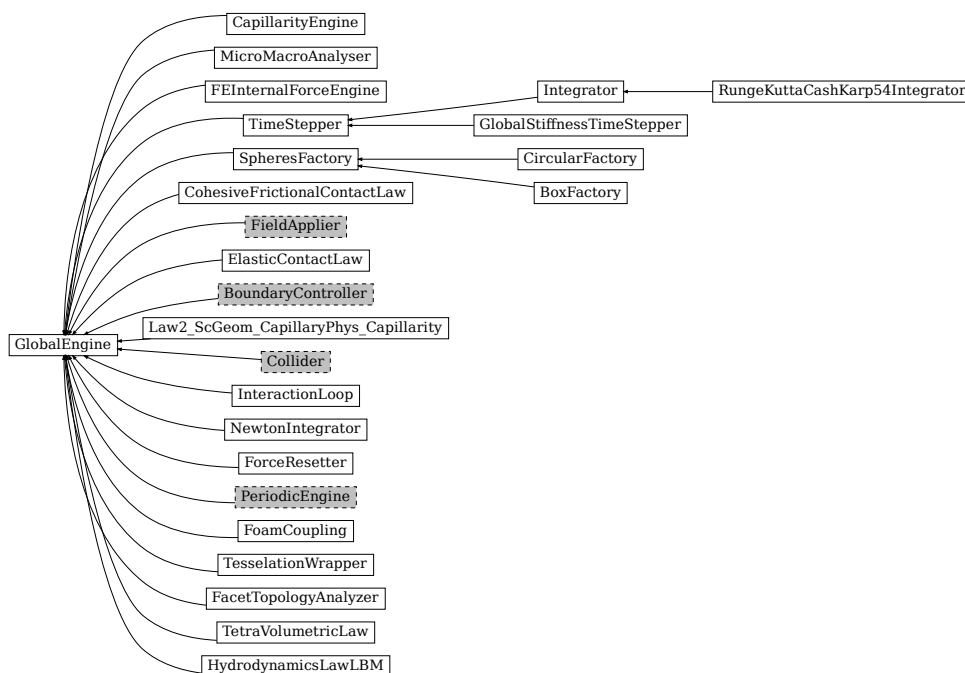 CapillarityEngine
MicroMacroAnalyser
FEInternalForceEngine
Integrator
RungeKuttaCashKarp54Integrator
TimeStepper
GlobalStiffnessTimeStepper
SpheresFactory
CircularFactory
CohesiveFrictionalContactLaw
BoxFactory
FieldApplier
ElasticContactLaw
BoundaryController
Law2_ScGeom_CapillaryPhys_Capillarity
GlobalEngine
Collider
InteractionLoop
NewtonIntegrator
ForceResetter
PeriodicEngine
FoamCoupling
TesselationWrapper
FacetTopologyAnalyzer
TetraVolumetricLaw
HydrodynamicsLawLBM